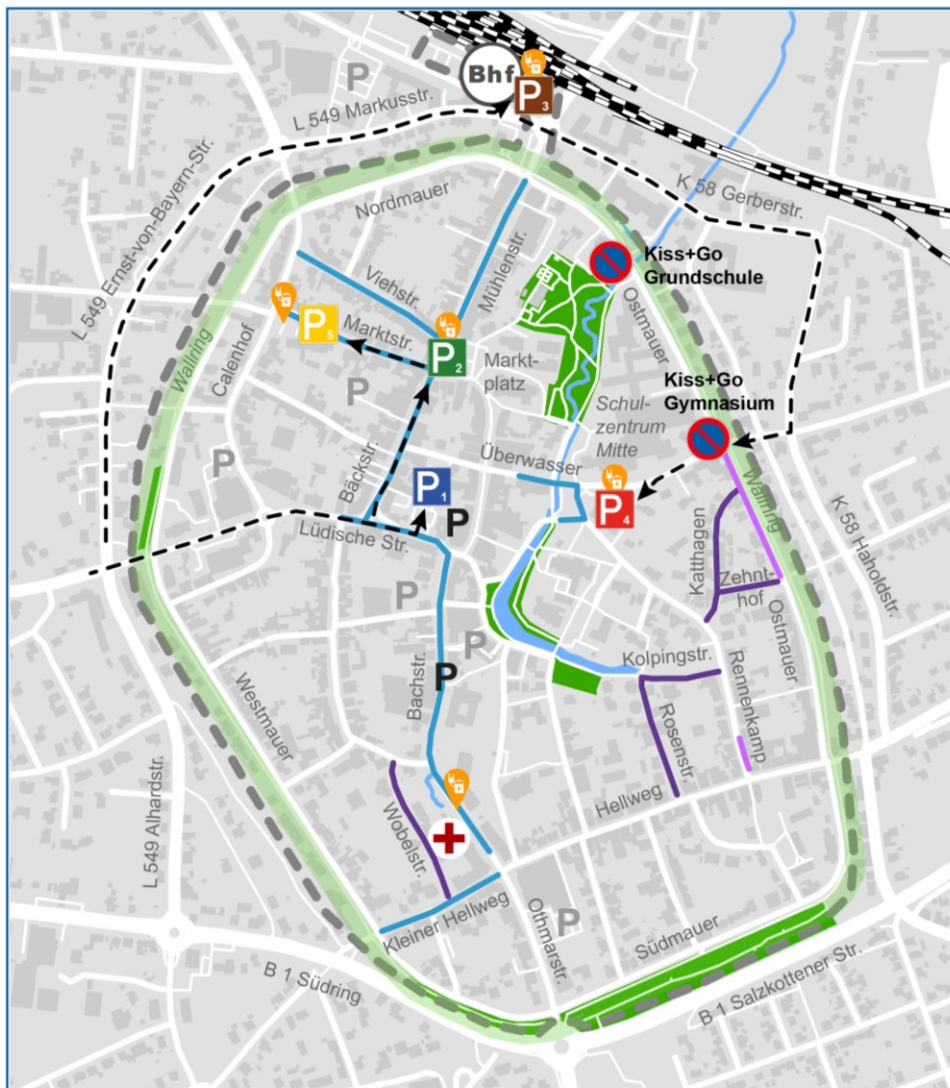 P
Bhf
P3
L 549 Markusstr.
K 58 Gerberstr.
L 549 Ernst-von-Bayern-Str.
Nordmauer
Mühlenstr.
Viehstr.
Kiss+Go
Grundschule
Ostmauer
P5
Marktstr.
P2
Markt-
platz
Wallring
Calenhof
P
Kiss+Go
Gymnasium
Schul-
zentrum
Mitte
Überwasser
P
Bäckstr.
P1
P
P4
Wallring
K 58 Haholdstr.
Lüdische Str.
Katthagen
Zehnt-
hof
Ostmauer
P
P
P
Bachstr.
Kolpingstr.
Rennenkamp
Rosenstr.
Westmauer
Hellweg
L 549 Alhardstr.
Wobelstr.
Kleiner Hellweg
Othmarstr.
P
Südmauer
B 1 Südring
B 1 Salzkottener Str.